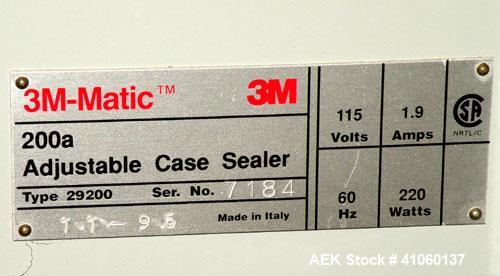 3M-Matic™ 3M
200a
Adjustable Case Sealer
Type 29200 Ser. No. 7184
Made in Italy
115 Volts
1.9 Amps
60 Hz
220 Watts
SA
NRTL/C
AEK Stock # 41060137